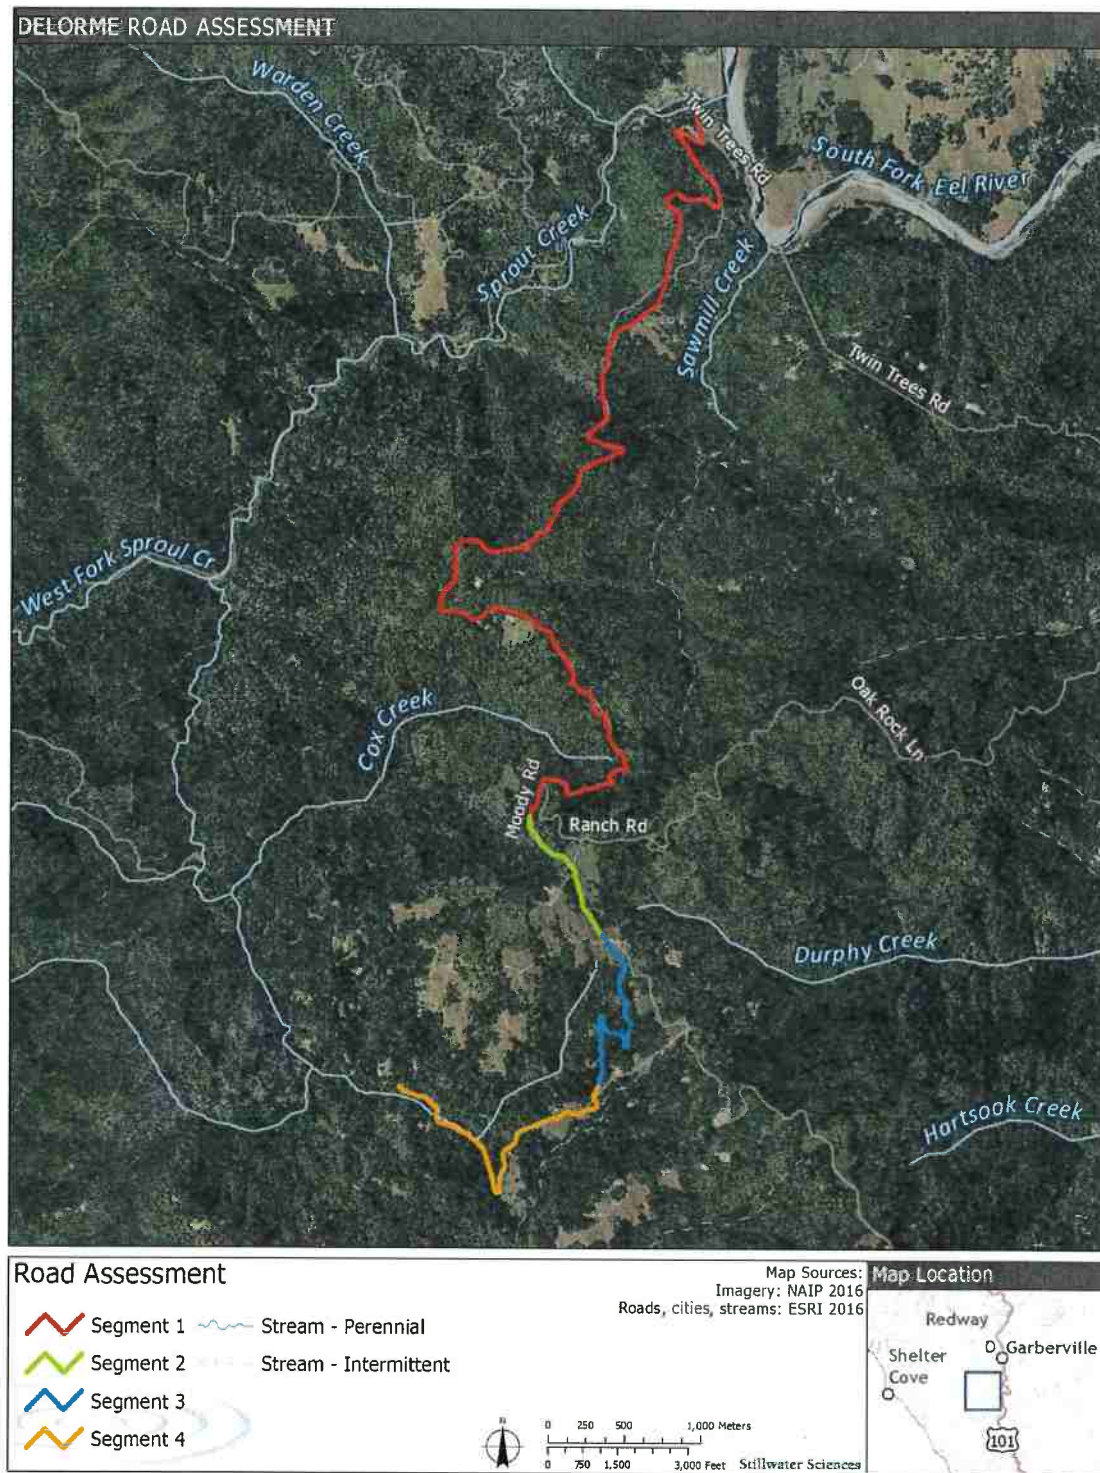 DELORME ROAD ASSESSMENT
Warden Creek
Twin Trees Rd
South Fork Eel River
Sprout Creek
Sawmill Creek
Twin Trees Rd
West Fork Sproul Cr
Oak Rock Ln
Cox Creek
Moody Rd
Ranch Rd
Durphy Creek
Hartsook Creek
Road Assessment
Segment 1
Stream - Perennial
Segment 2
Stream - Intermittent
Segment 3
Segment 4
Map Sources:
Imagery: NAIP 2016
Roads, cities, streams: ESRI 2016
N
0 250 500 1,000 Meters
0 750 1,500 3,000 Feet
Stillwater Sciences
Map Location
Redway
Garberville
Shelter
Cove
101